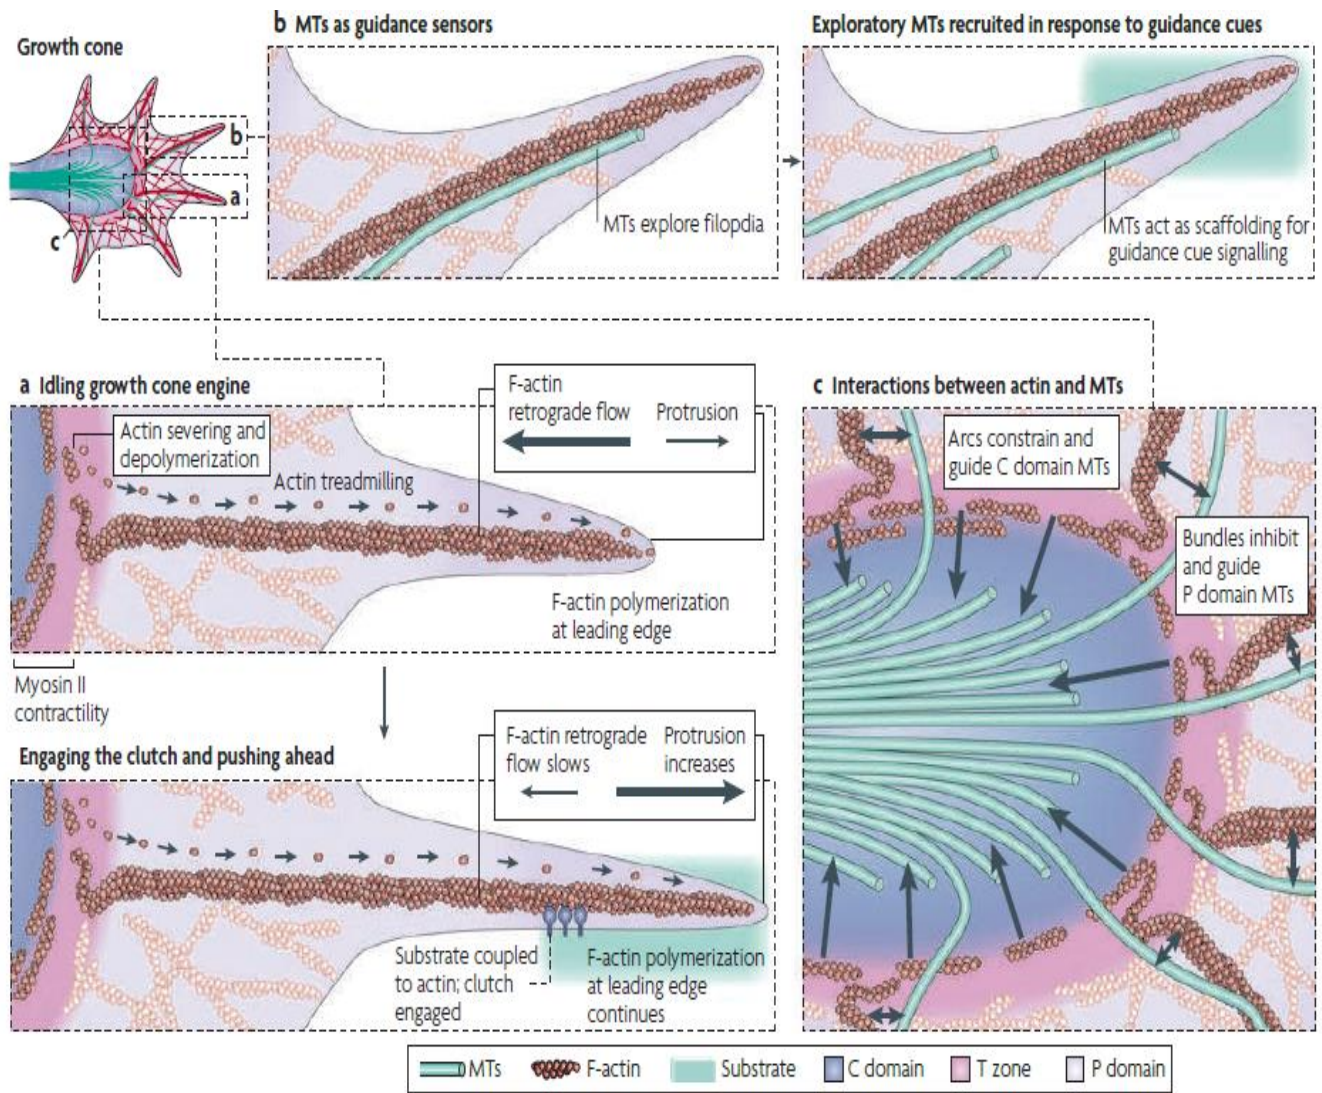 Growth cone
b
a
c
b MTs as guidance sensors
MTs explore filopdia
Exploratory MTs recruited in response to guidance cues
MTs act as scaffolding for
guidance cue signalling
a Idling growth cone engine
Actin severing and
depolymerization
Actin treadmilling
F-actin
retrograde flow
Protrusion
F-actin polymerization
at leading edge
Myosin II
contractility
Engaging the clutch and pushing ahead
F-actin retrograde
flow slows
Protrusion
increases
Substrate coupled
to actin; clutch
engaged
F-actin polymerization
at leading edge
continues
c Interactions between actin and MTs
Arcs constrain and
guide C domain MTs
Bundles inhibit
and guide
P domain MTs
MTs F-actin Substrate C domain T zone P domain